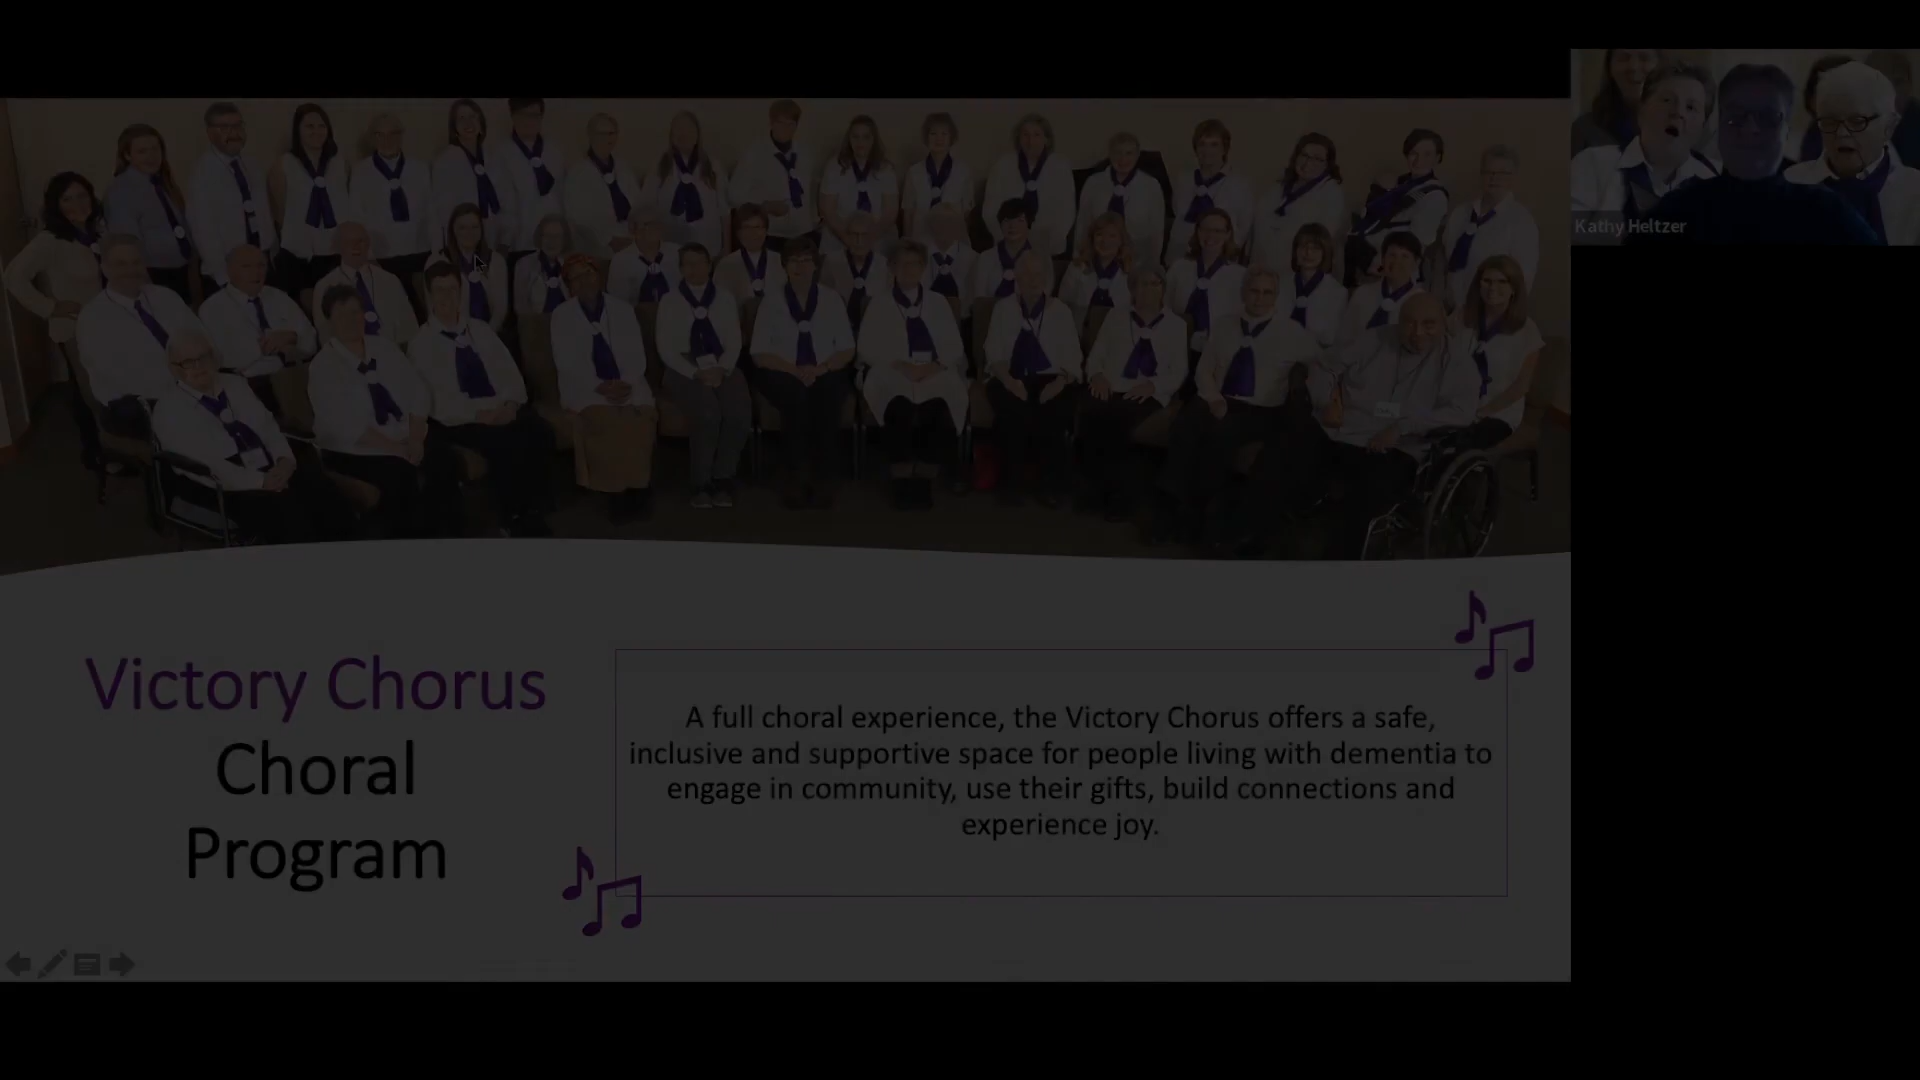 Kathy Heltzer
Victory Chorus
Choral
Program
A full choral experience, the Victory Chorus offers a safe,
inclusive and supportive space for people living with dementia to
engage in community, use their gifts, build connections and
experience joy.